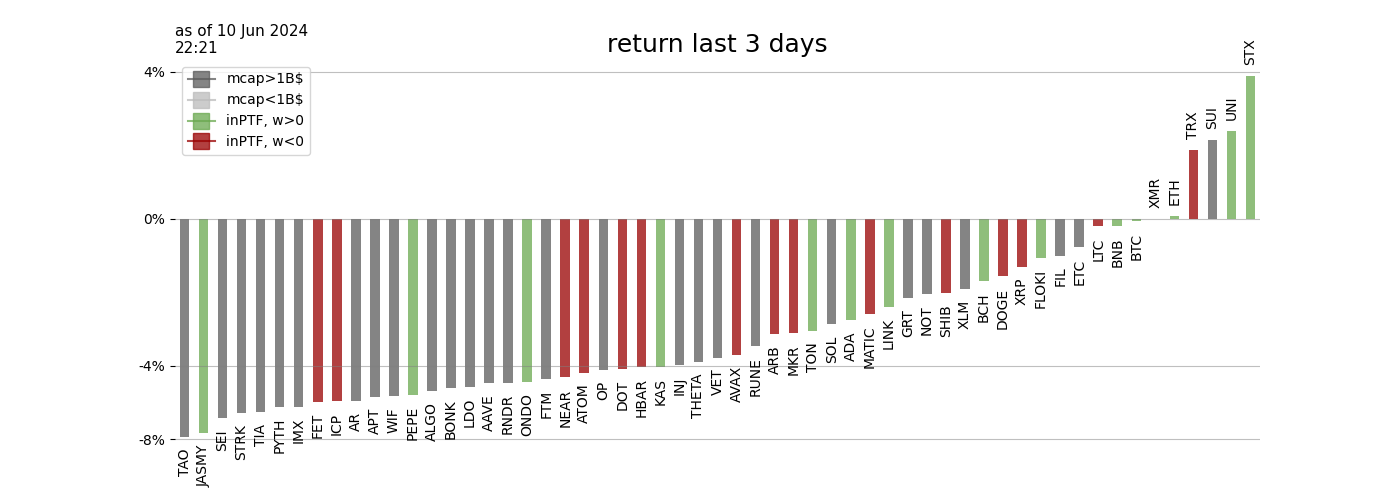 as of 10 Jun 2024
22:21
return last 3 days
mcap>1B$
mcap<1B$
inPTF, w>0
inPTF, w<0
4%
0%
-4%
-8%
TAO
JASMY
SEI
STRK
TIA
PYTH
IMX
FET
ICP
AR
APT
WIF
PEPE
ALGO
BONK
LDO
AAVE
RNDR
ONDO
FTM
NEAR
ATOM
OP
DOT
HBAR
KAS
INJ
THETA
VET
AVAX
RUNE
ARB
MKR
TON
SOL
ADA
MATIC
LINK
GRT
NOT
SHIB
XLM
BCH
DOGE
XRP
FLOKI
FIL
ETC
LTC
BNB
BTC
XMR
ETH
TRX
SUI
UNI
STX